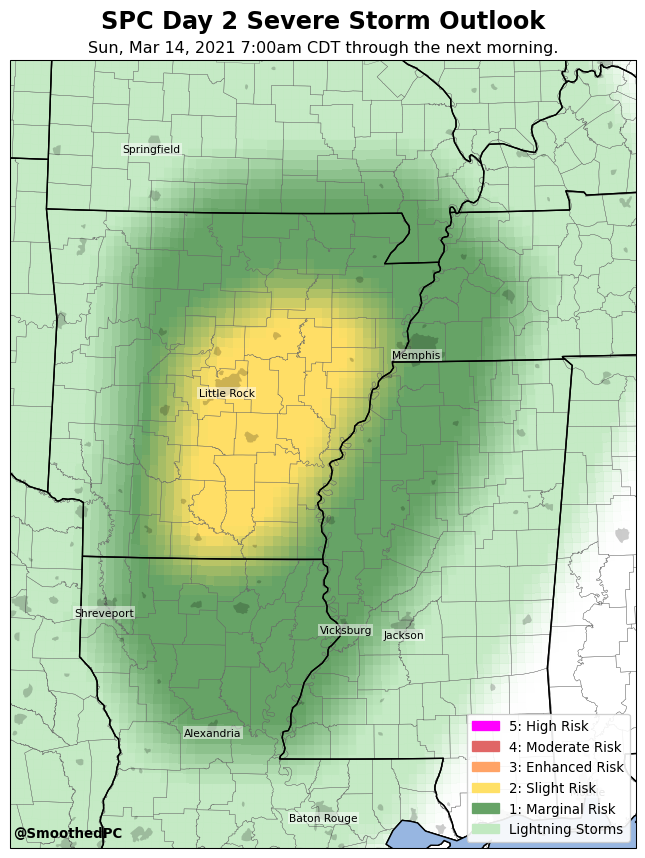 SPC Day 2 Severe Storm Outlook
Sun, Mar 14, 2021 7:00am CDT through the next morning.
Springfield
Memphis
Little Rock
Shreveport
Vicksburg
Jackson
Alexandria
Baton Rouge
5: High Risk
4: Moderate Risk
3: Enhanced Risk
2: Slight Risk
1: Marginal Risk
Lightning Storms
@SmoothedPC